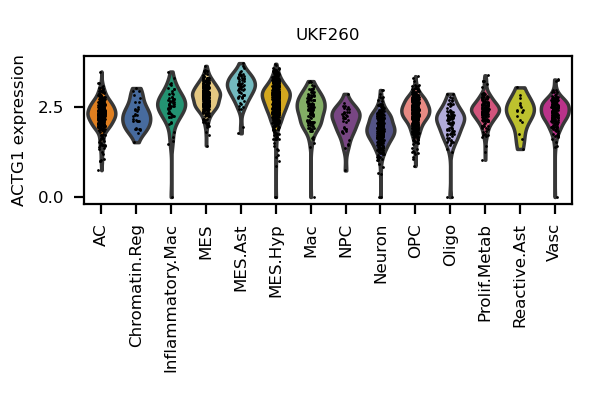 UKF260
ACTG1 expression
2.5
0.0
AC
Chromatin.Reg
Inflammatory.Mac
MES
MES.Ast
MES.Hyp
Mac
NPC
Neuron
OPC
Oligo
Prolif.Metab
Reactive.Ast
Vasc